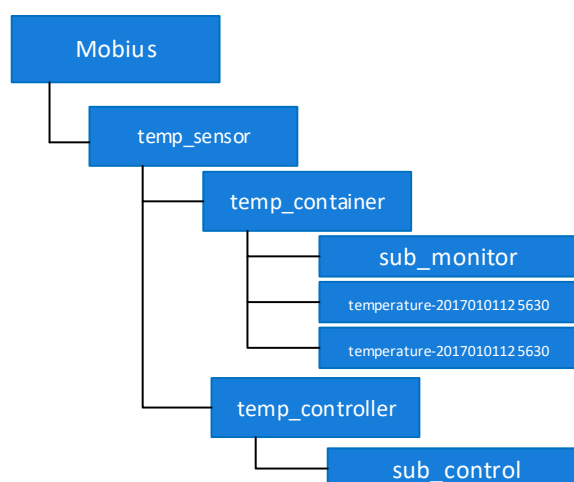 Mobius
temp_sensor
temp_container
sub_monitor
temperature-20170101125630
temperature-20170101125630
temp_controller
sub_control